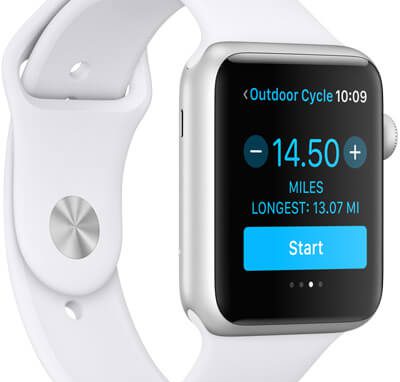 ‹Outdoor Cycle 10:09
− 14.50 +
MILES
LONGEST: 13.07 MI
Start